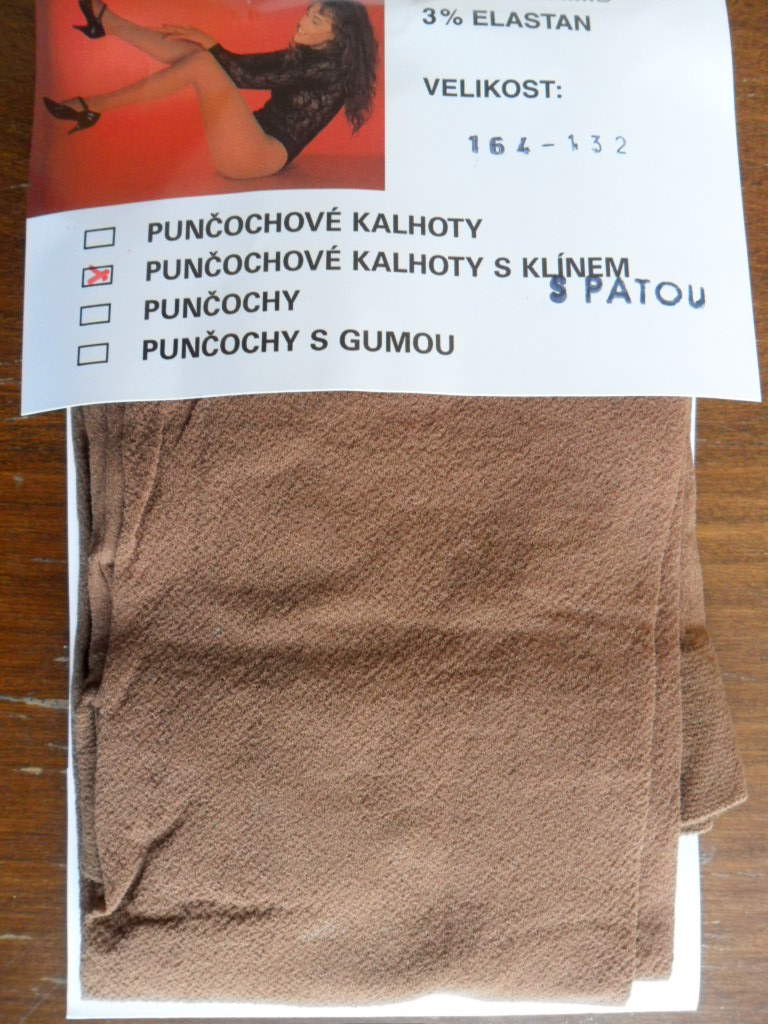 3% ELASTAN
VELIKOST:
164-132
PUNČOCHOVÉ KALHOTY
PUNČOCHOVÉ KALHOTY S KLÍNEM
S PATOU
PUNČOCHY
PUNČOCHY S GUMOU